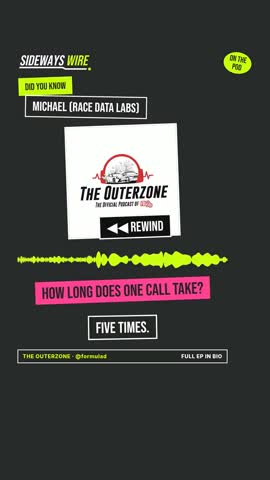 SIDEWAYS WIRE.
ON THE
POD
DID YOU KNOW
MICHAEL (RACE DATA LABS)
THE OUTERZONE
THE OFFICIAL PODCAST OF
REWIND
HOW LONG DOES ONE CALL TAKE?
FIVE TIMES.
THE OUTERZONE · @formulad
FULL EP IN BIO